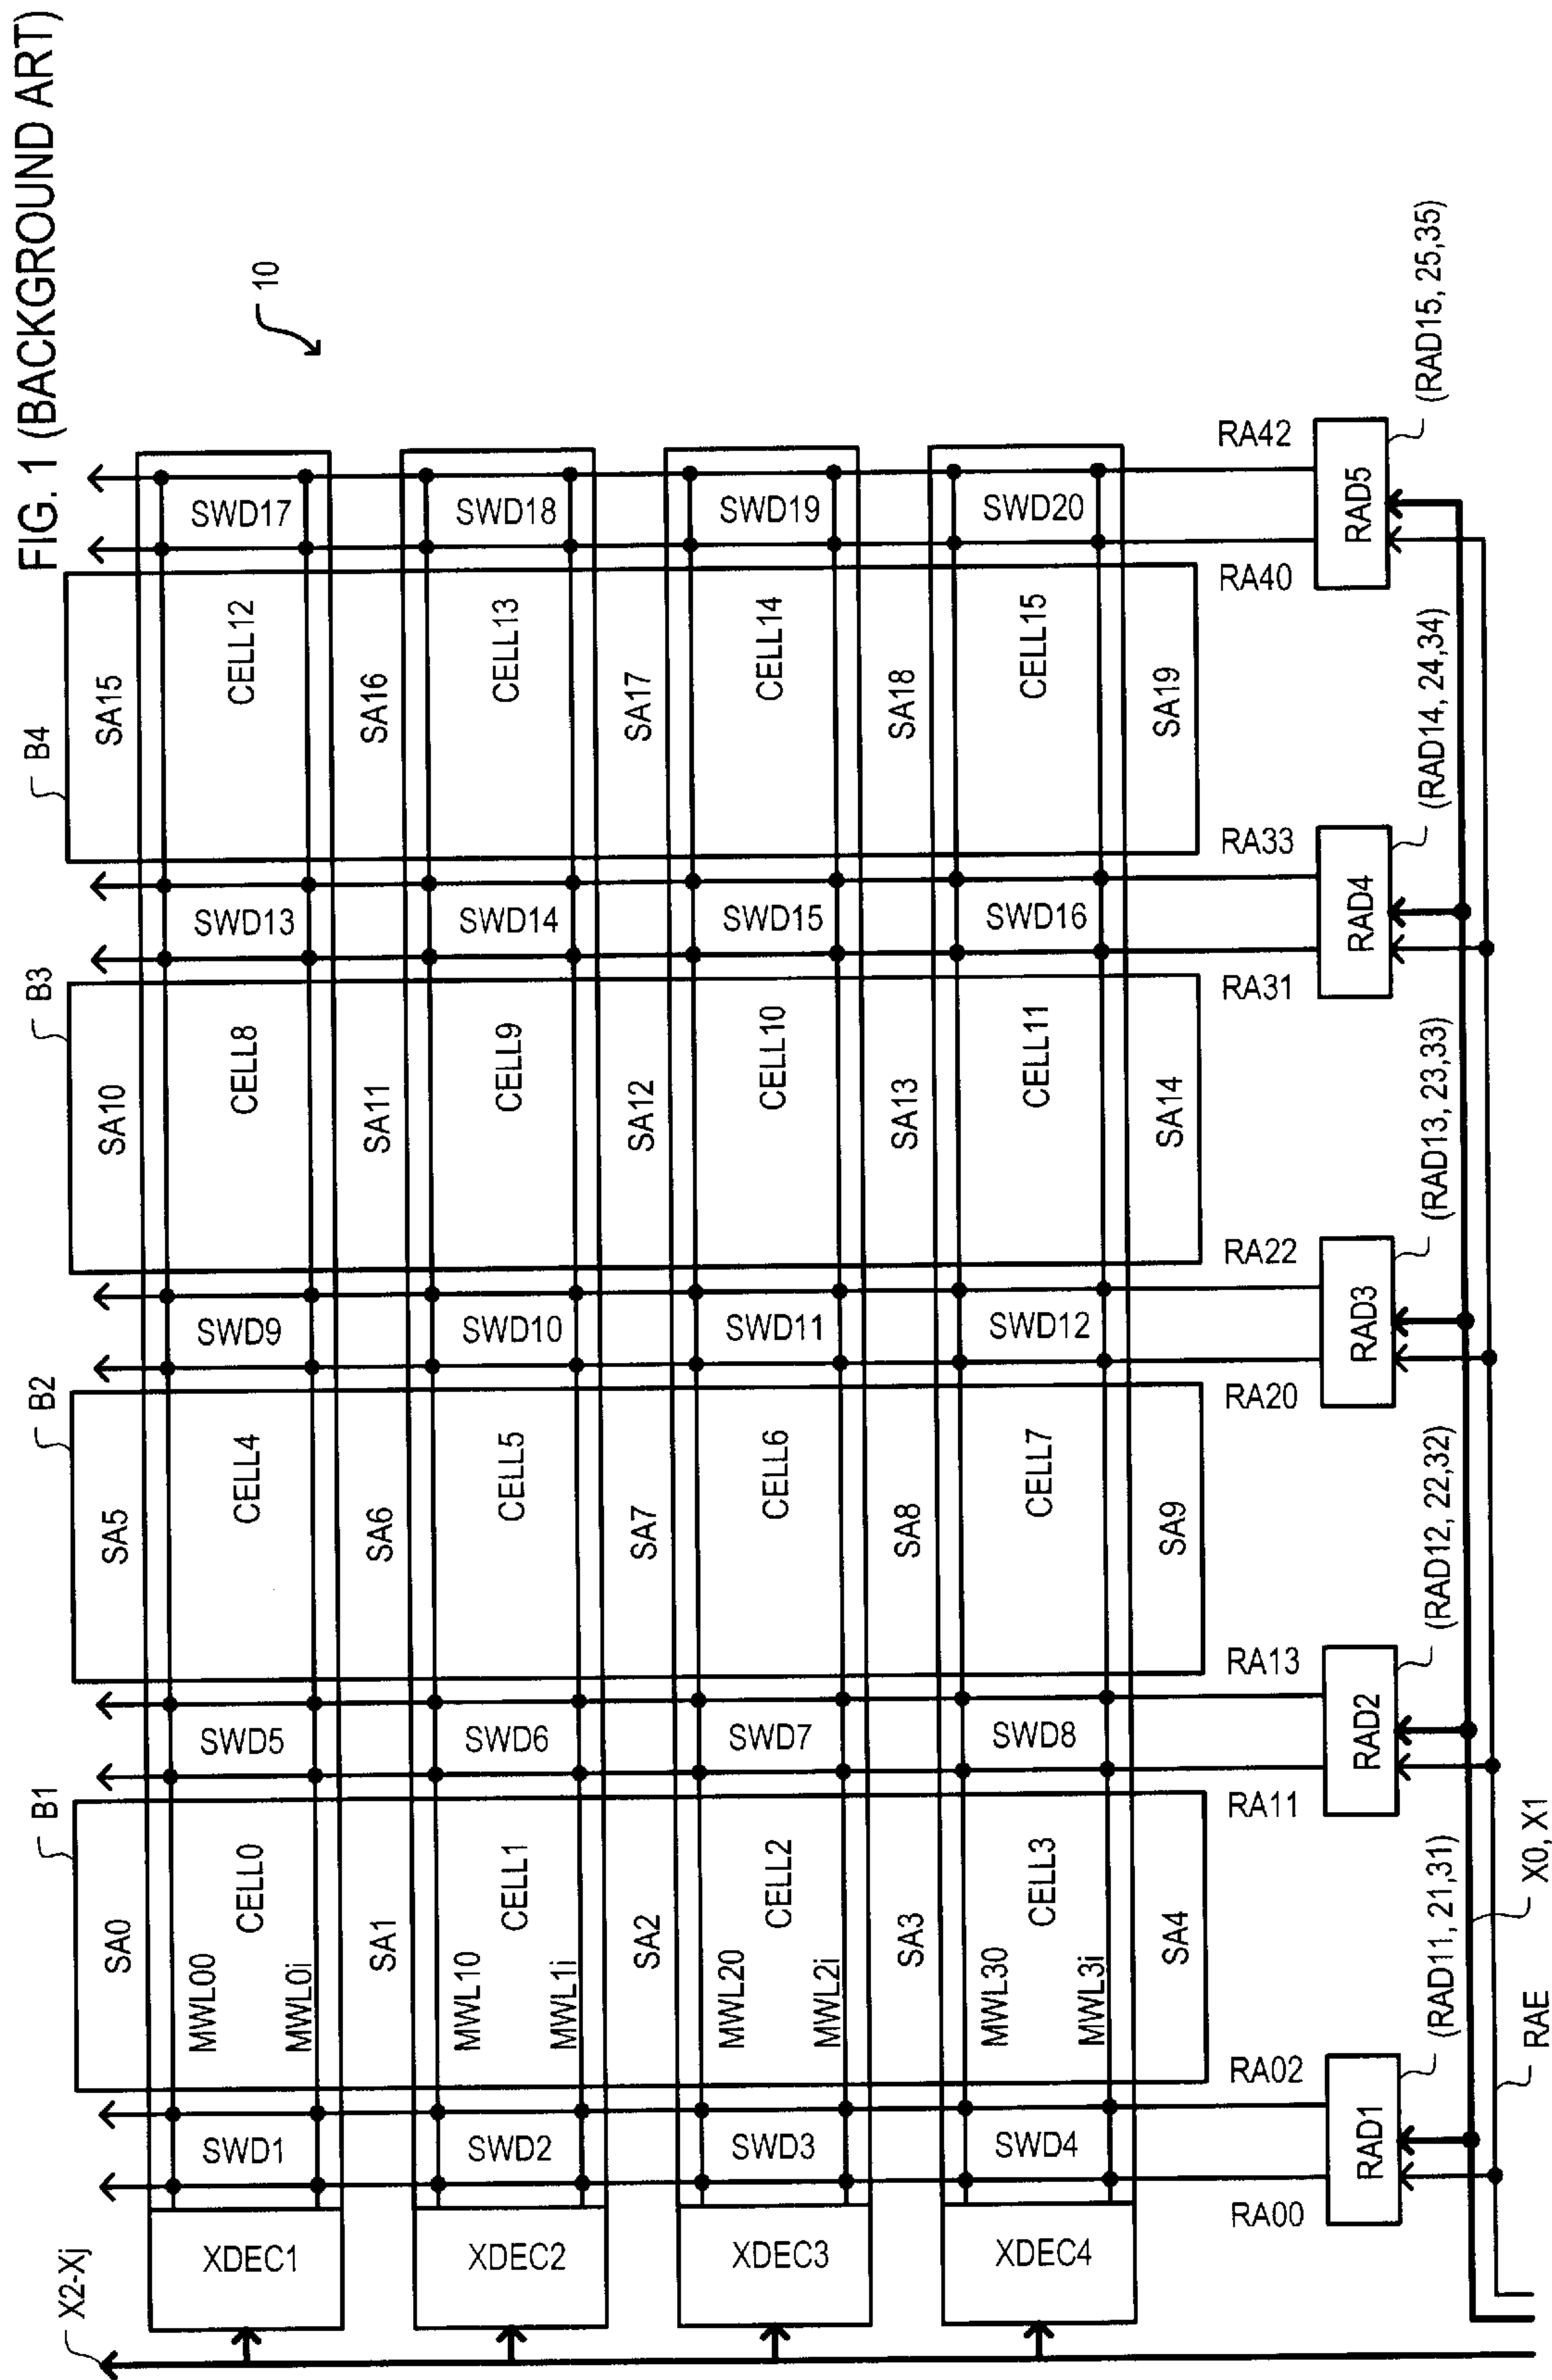 FIG. 1 (BACKGROUND ART)
10
B1
B2
B3
B4
X2-Xj
SA0
SA5
SA10
SA15
XDEC1
SWD1
MWL00
MWL0i
CELL0
SWD5
CELL4
SWD9
CELL8
SWD13
CELL12
SWD17
SA1
SA6
SA11
SA16
XDEC2
SWD2
MWL10
MWL1i
CELL1
SWD6
CELL5
SWD10
CELL9
SWD14
CELL13
SWD18
SA2
SA7
SA12
SA17
XDEC3
SWD3
MWL20
MWL2i
CELL2
SWD7
CELL6
SWD11
CELL10
SWD15
CELL14
SWD19
SA3
SA8
SA13
SA18
XDEC4
SWD4
MWL30
MWL3i
CELL3
SWD8
CELL7
SWD12
CELL11
SWD16
CELL15
SWD20
SA4
SA9
SA14
SA19
RA00
RA02
RA11
RA13
RA20
RA22
RA31
RA33
RA40
RA42
RAD1
RAD2
RAD3
RAD4
RAD5
(RAD11, 21,31)
(RAD12, 22,32)
(RAD13, 23,33)
(RAD14, 24,34)
(RAD15, 25,35)
RAE
X0, X1